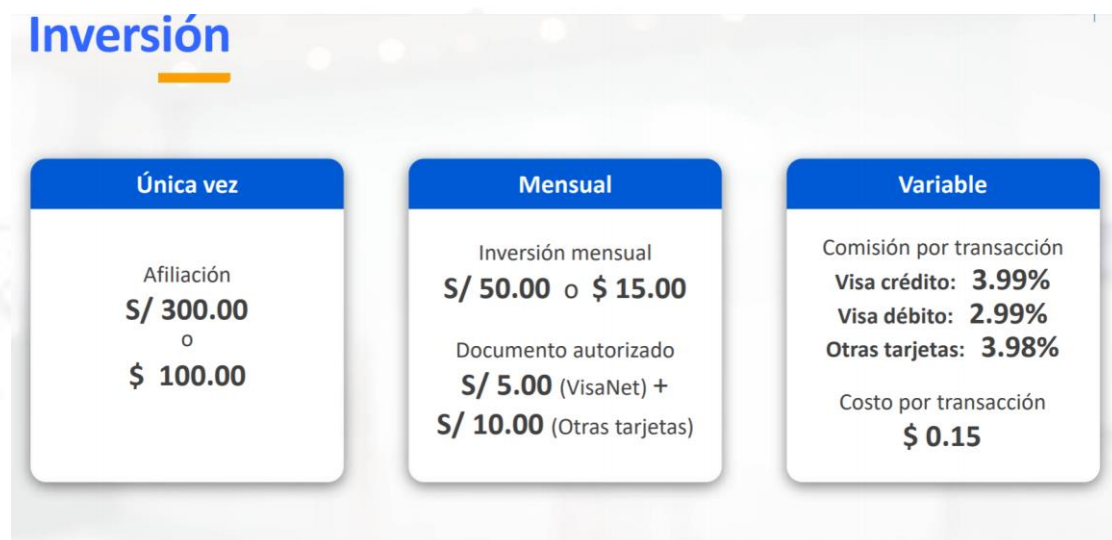 Inversión
Única vez
Afiliación
S/ 300.00
o
$ 100.00
Mensual
Inversión mensual
S/ 50.00 o $ 15.00
Documento autorizado
S/ 5.00 (VisaNet) +
S/ 10.00 (Otras tarjetas)
Variable
Comisión por transacción
Visa crédito: 3.99%
Visa débito: 2.99%
Otras tarjetas: 3.98%
Costo por transacción
$ 0.15